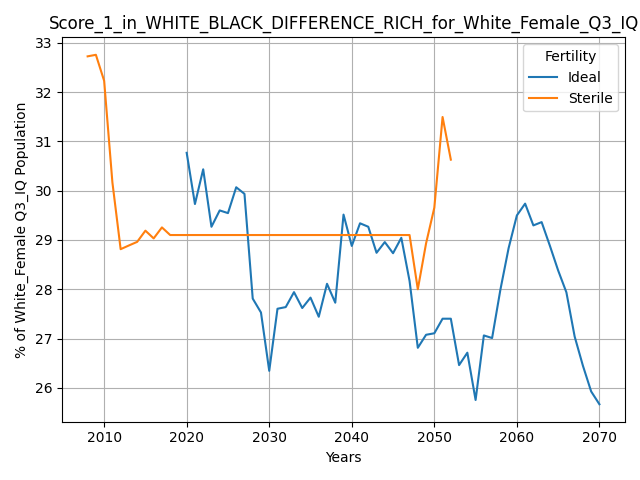 Score_1_in_WHITE_BLACK_DIFFERENCE_RICH_for_White_Female_Q3_IQ
33
32
31
30
29
28
27
26
% of White_Female Q3_IQ Population
Fertility
Ideal
Sterile
2010
2020
2030
2040
2050
2060
2070
Years